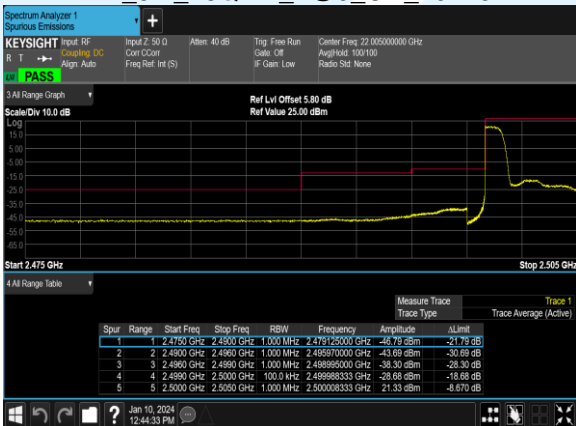 Spectrum Analyzer 1
Spurious Emissions
KEYSIGHT Input: RF Input Z: 50 Ω Atten: 40 dB Trig: Free Run Center Freq: 22.005000000 GHz
R T Coupling: DC Corr CCorr Gate: Off Avg|Hold: 100/100
Align: Auto Freq Ref: Int (S) IF Gain: Low Radio Std: None
PASS
3 All Range Graph
Ref Lvl Offset 5.80 dB
Scale/Div 10.0 dB Ref Value 25.00 dBm
Log
15.0
5.00
-5.00
-15.0
-25.0
-35.0
-45.0
-55.0
-65.0
Start 2.475 GHz Stop 2.505 GHz
4 All Range Table
Measure Trace Trace 1
Trace Type Trace Average (Active)
Spur Range Start Freq Stop Freq RBW Frequency Amplitude ΔLimit
1 1 2.4750 GHz 2.4900 GHz 1.000 MHz 2.479125000 GHz -46.79 dBm -21.79 dB
2 2 2.4900 GHz 2.4960 GHz 1.000 MHz 2.495970000 GHz -43.69 dBm -30.69 dB
3 3 2.4960 GHz 2.4990 GHz 1.000 MHz 2.498995000 GHz -38.30 dBm -28.30 dB
4 4 2.4990 GHz 2.5000 GHz 100.0 kHz 2.499988333 GHz -28.68 dBm -18.68 dB
5 5 2.5000 GHz 2.5050 GHz 1.000 MHz 2.500008333 GHz 21.33 dBm -8.670 dB
Jan 10, 2024
12:44:33 PM